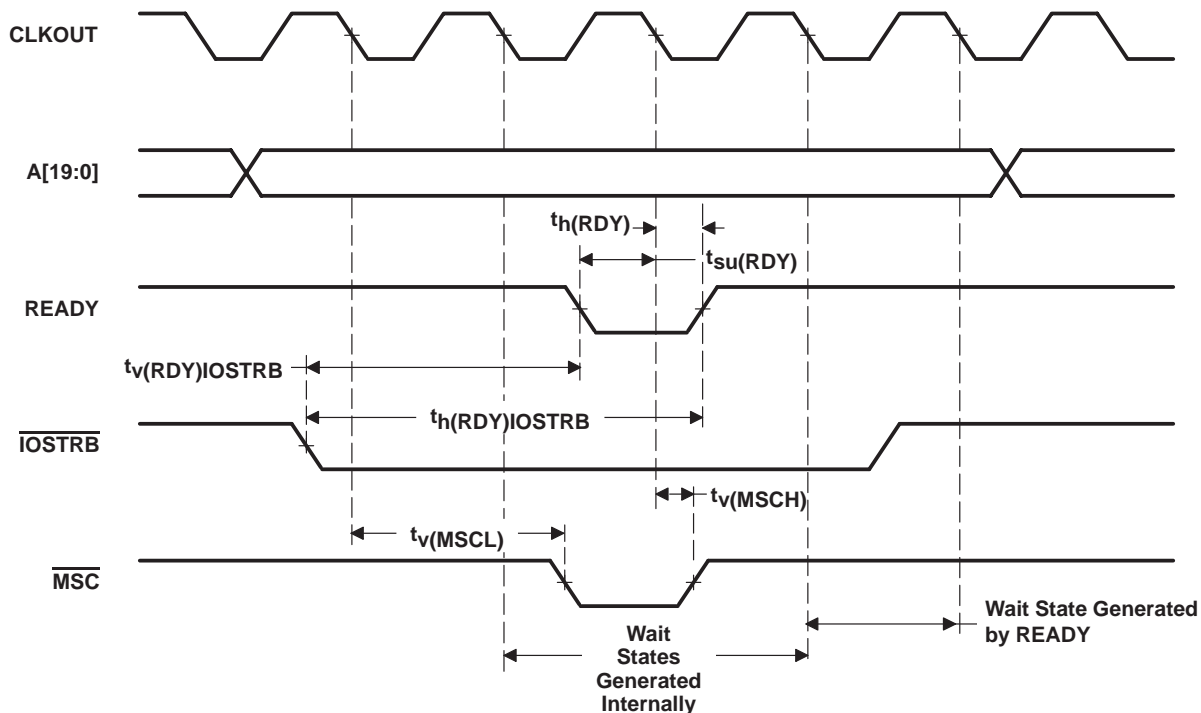 CLKOUT
A[19:0]
th(RDY)
tsu(RDY)
READY
tv(RDY)IOSTRB
th(RDY)IOSTRB
IOSTRB
tv(MSCH)
tv(MSCL)
MSC
Wait State Generated
by READY
Wait
States
Generated
Internally